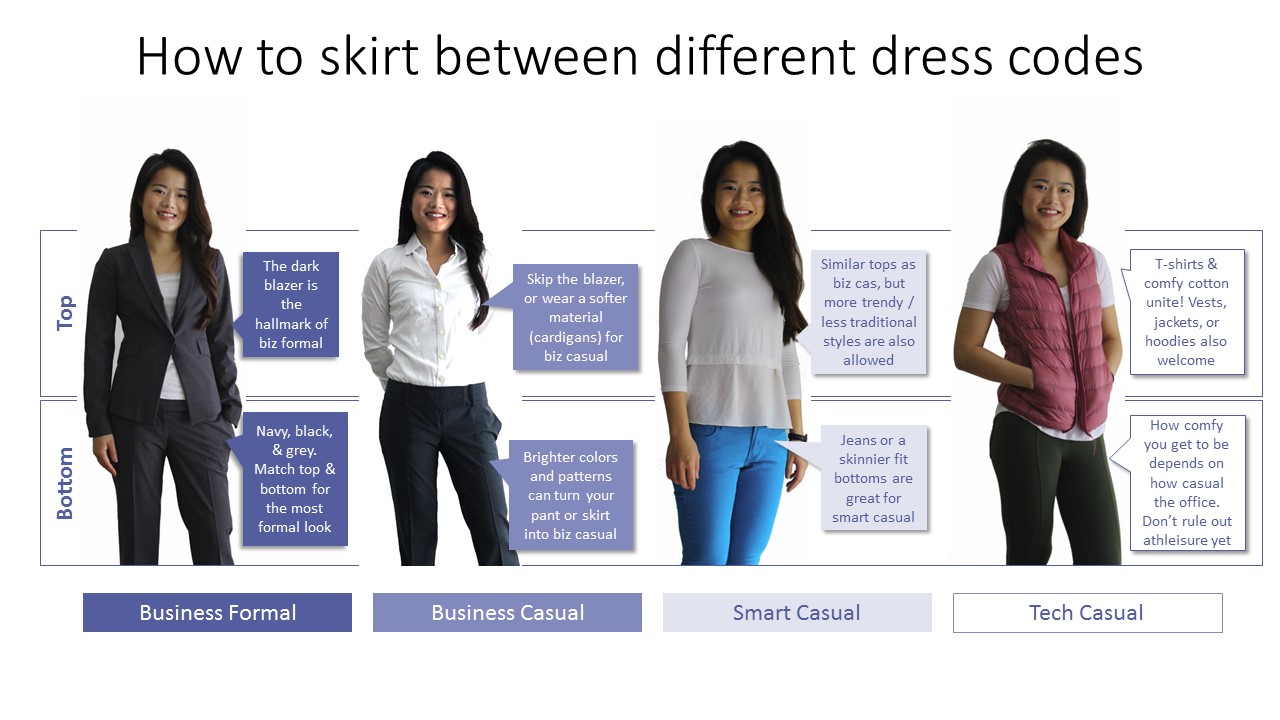 How to skirt between different dress codes
Top
The dark
blazer is
the
hallmark of
biz formal
Skip the blazer,
or wear a softer
material
(cardigans) for
biz casual
Similar tops as
biz cas, but
more trendy /
less traditional
styles are also
allowed
T-shirts &
comfy cotton
unite! Vests,
jackets, or
hoodies also
welcome
Bottom
Navy, black,
& grey.
Match top &
bottom for
the most
formal look
Brighter colors
and patterns
can turn your
pant or skirt
into biz casual
Jeans or a
skinnier fit
bottoms are
great for
smart casual
How comfy
you get to be
depends on
how casual
the office.
Don’t rule out
athleisure yet
Business Formal
Business Casual
Smart Casual
Tech Casual